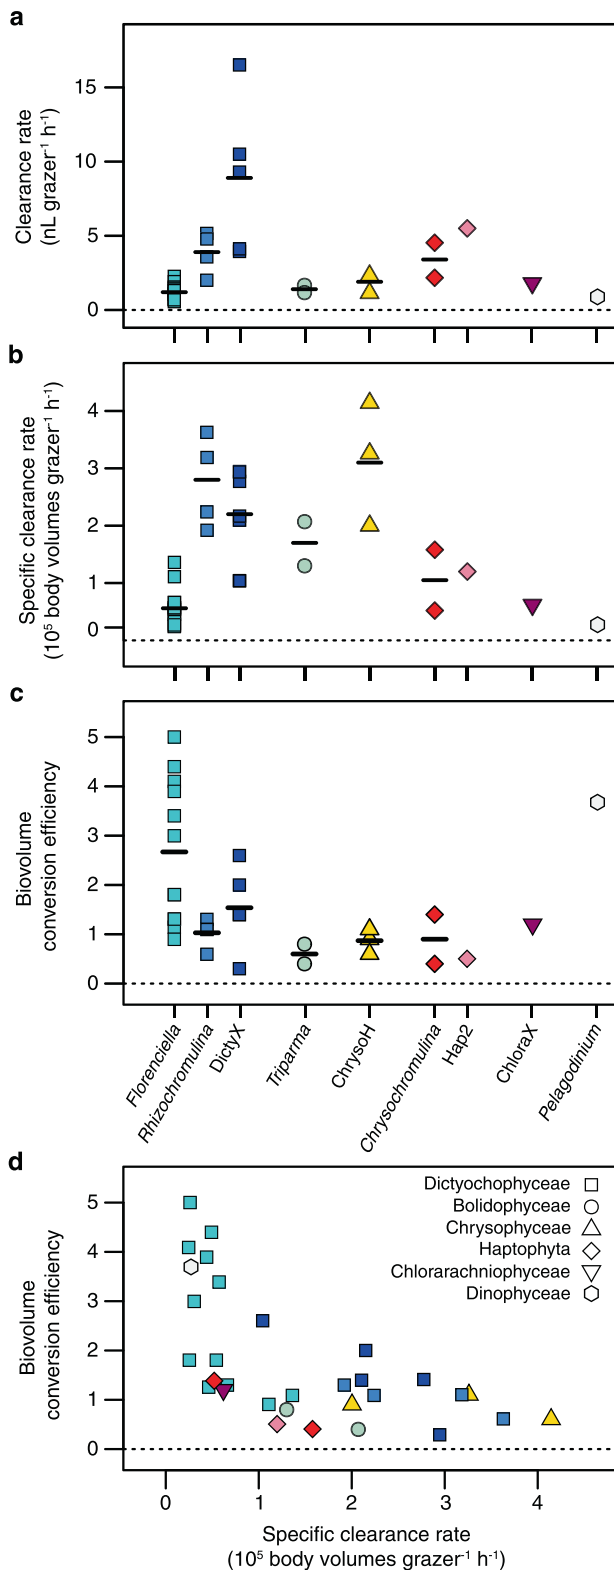 a
Clearance rate
(nL grazer⁻¹ h⁻¹)
15
10
5
0
b
Specific clearance rate
(10⁵ body volumes grazer⁻¹ h⁻¹)
4
3
2
1
0
c
Biovolume
conversion efficiency
5
4
3
2
1
0
Florenciella
Rhizochromulina
DictyX
Triparma
ChrysoH
Chrysochromulina
Hap2
ChloraX
Pelagodinium
d
Biovolume
conversion efficiency
5
4
3
2
1
0
Dictyochophyceae
Bolidophyceae
Chrysophyceae
Haptophyta
Chlorarachniophyceae
Dinophyceae
0 1 2 3 4
Specific clearance rate
(10⁵ body volumes grazer⁻¹ h⁻¹)